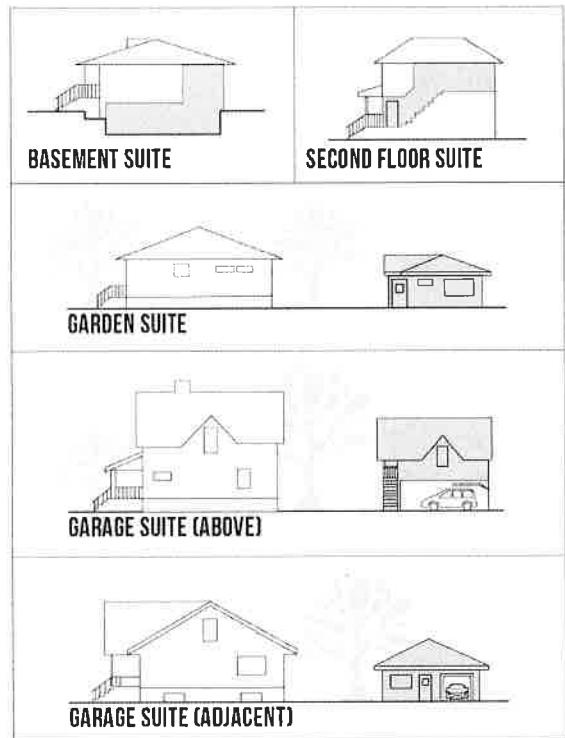 BASEMENT SUITE
SECOND FLOOR SUITE
GARDEN SUITE
GARAGE SUITE (ABOVE)
GARAGE SUITE (ADJACENT)